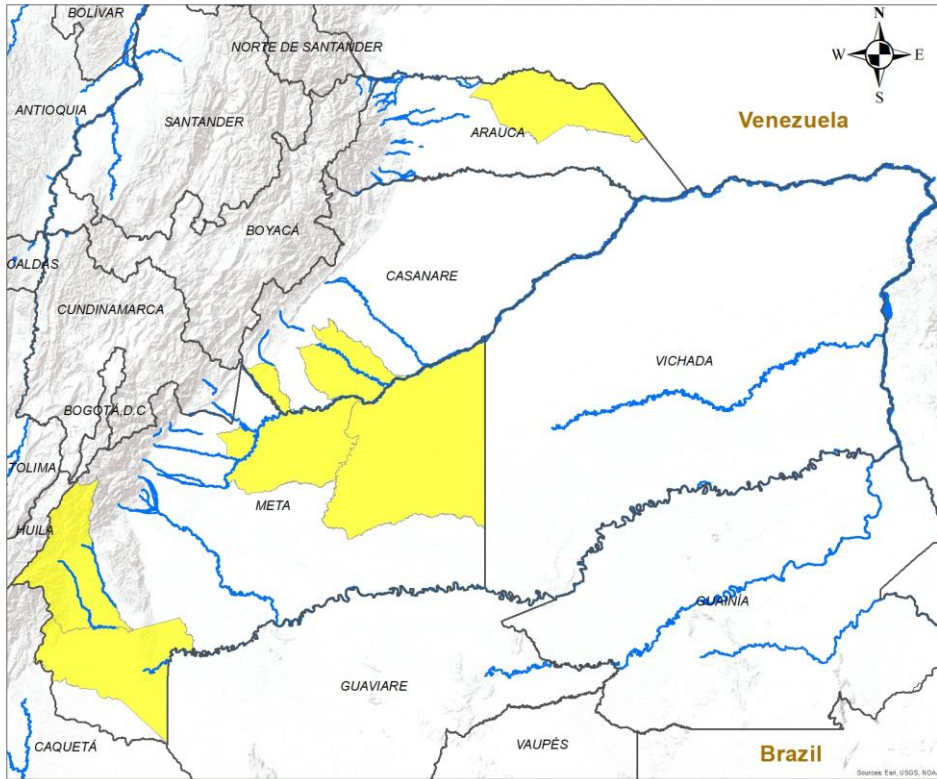 BOLÍVAR
N
NORTE DE SANTANDER
W
E
S
ANTIOQUIA
SANTANDER
Venezuela
ARAUCA
BOYACÁ
CALDAS
CASANARE
CUNDINAMARCA
VICHADA
BOGOTÁ, D.C
TOLIMA
META
HUILA
GUAINÍA
GUAVIARE
CAQUETÁ
VAUPÉS
Brazil
Sources: Esri, USGS, NOAA